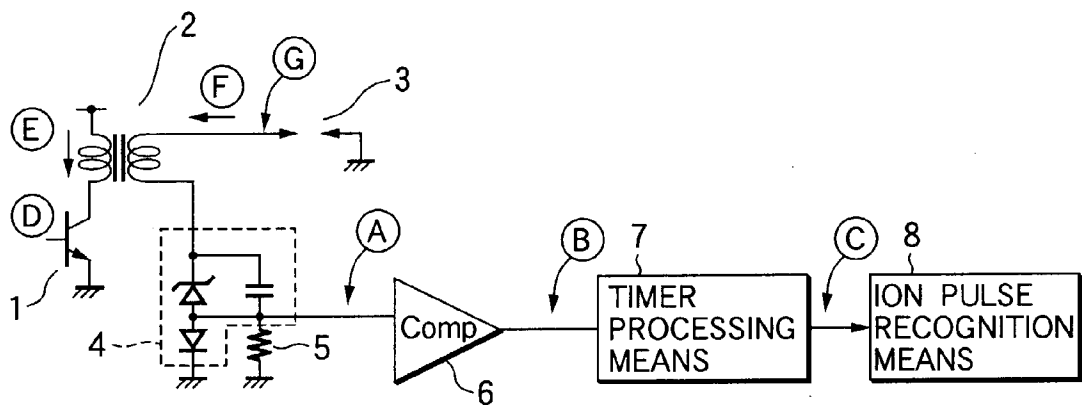 2
G
F
3
E
D
1
A
B
7
C
8
4
5
Comp
6
TIMER
PROCESSING
MEANS
ION PULSE
RECOGNITION
MEANS